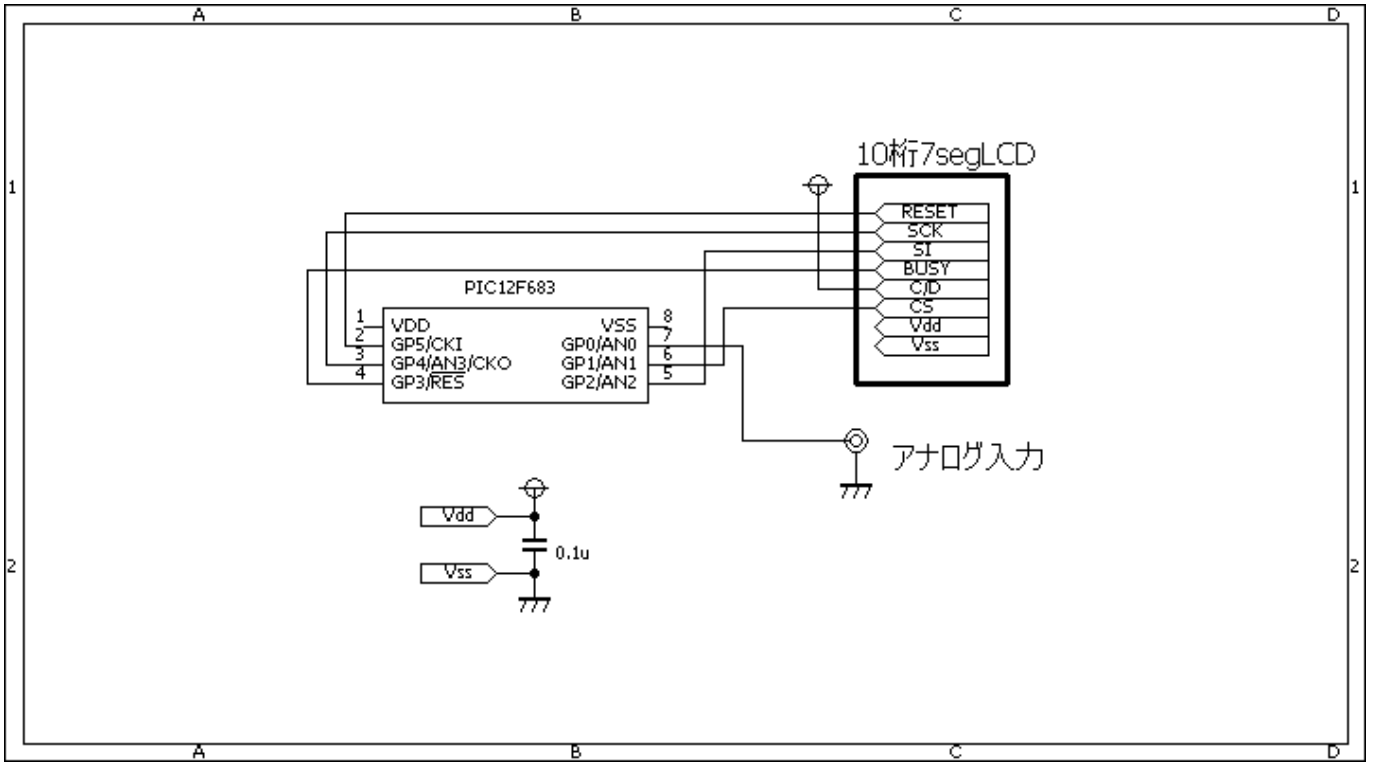 A B C D
10桁7segLCD
1 1
RESET
SCK
SI
BUSY
C/D
CS
Vdd
Vss
PIC12F683
1 VDD VSS 8
2 GP5/CKI GP0/AN0 7
3 GP4/AN3/CKO GP1/AN1 6
4 GP3/RES GP2/AN2 5
アナログ入力
Vdd
0.1u
Vss
2 2
A B C D